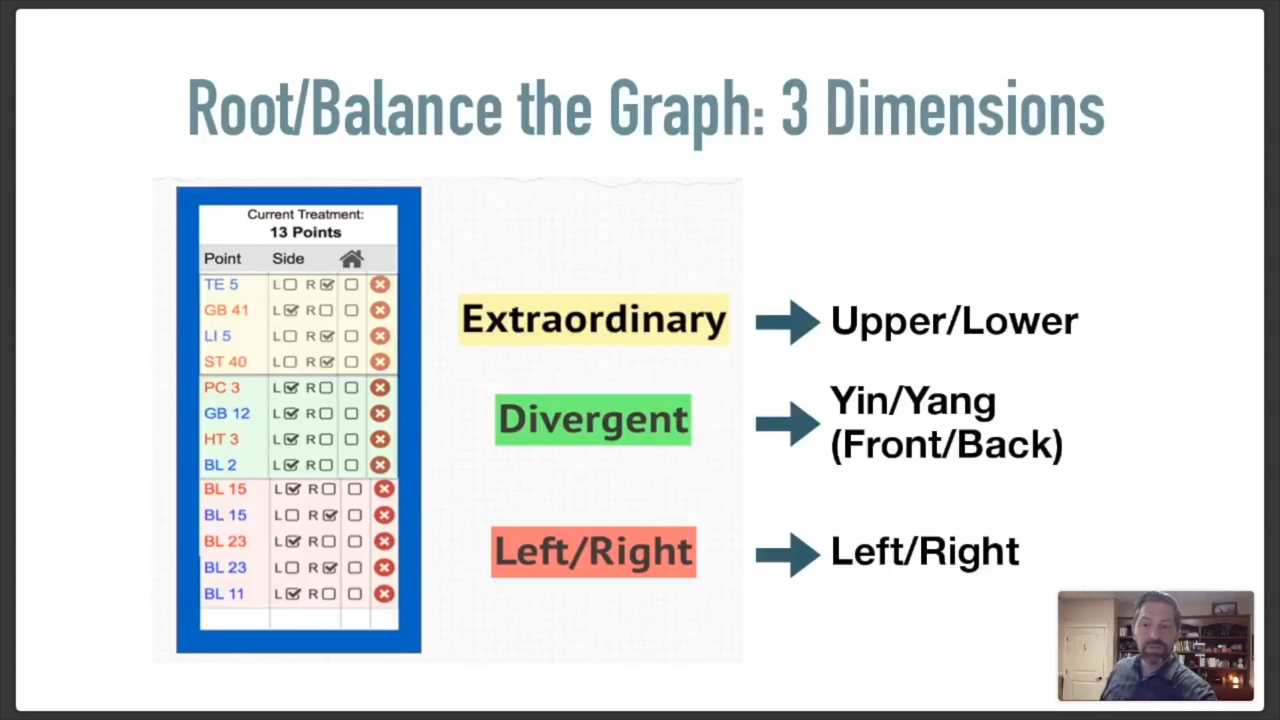 Root/Balance the Graph: 3 Dimensions
Current Treatment:
13 Points
Point Side
TE 5 L R
GB 41 L R
LI 5 L R
ST 40 L R
PC 3 L R
GB 12 L R
HT 3 L R
BL 2 L R
BL 15 L R
BL 15 L R
BL 23 L R
BL 23 L R
BL 11 L R
Extraordinary
Upper/Lower
Divergent
Yin/Yang
(Front/Back)
Left/Right
Left/Right